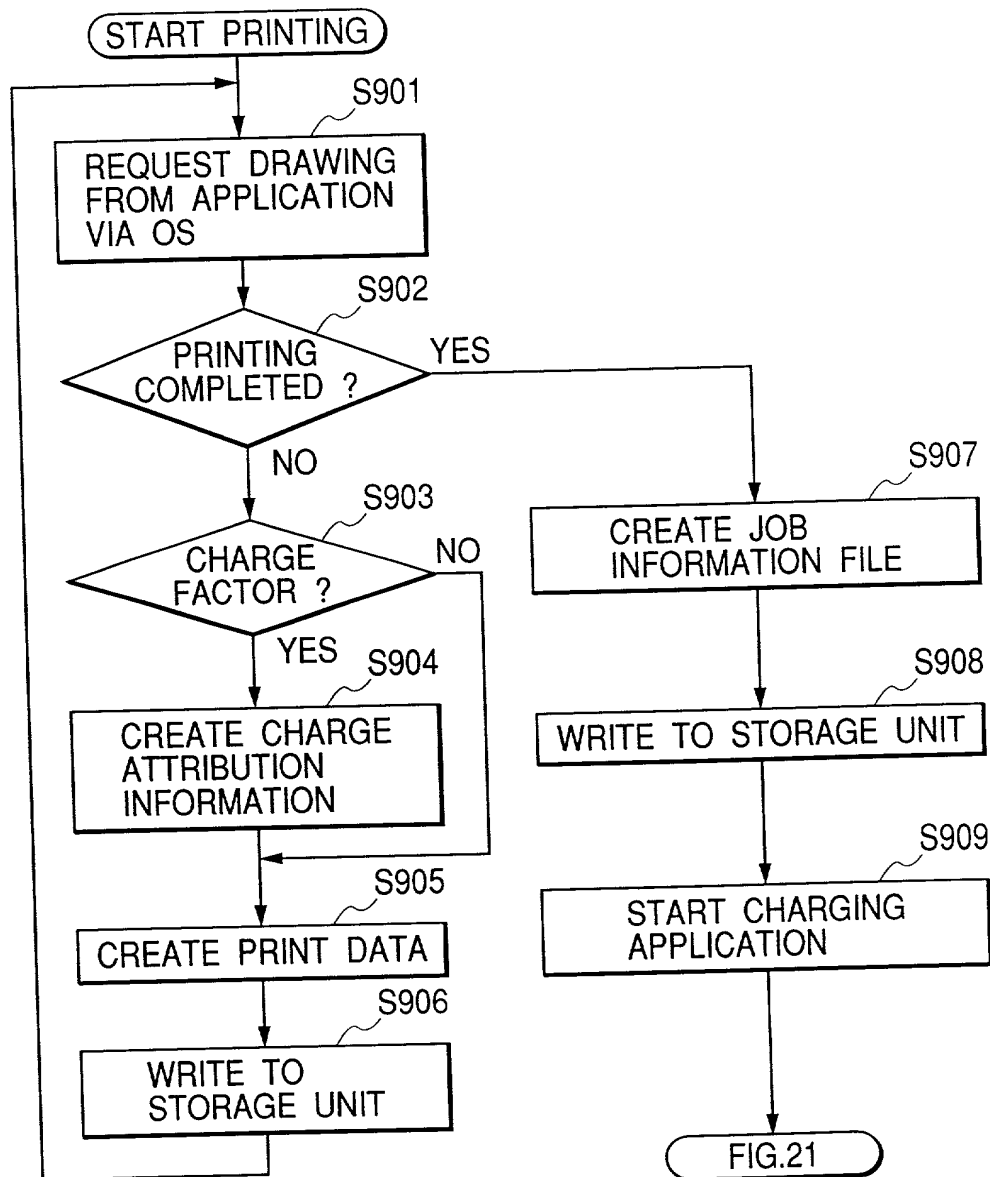 START PRINTING
S901
REQUEST DRAWING
FROM APPLICATION
VIA OS
S902
PRINTING
COMPLETED ?
YES
NO
S903
CHARGE
FACTOR ?
NO
YES
S904
CREATE CHARGE
ATTRIBUTION
INFORMATION
S905
CREATE PRINT DATA
S906
WRITE TO
STORAGE UNIT
S907
CREATE JOB
INFORMATION FILE
S908
WRITE TO STORAGE UNIT
S909
START CHARGING
APPLICATION
FIG.21